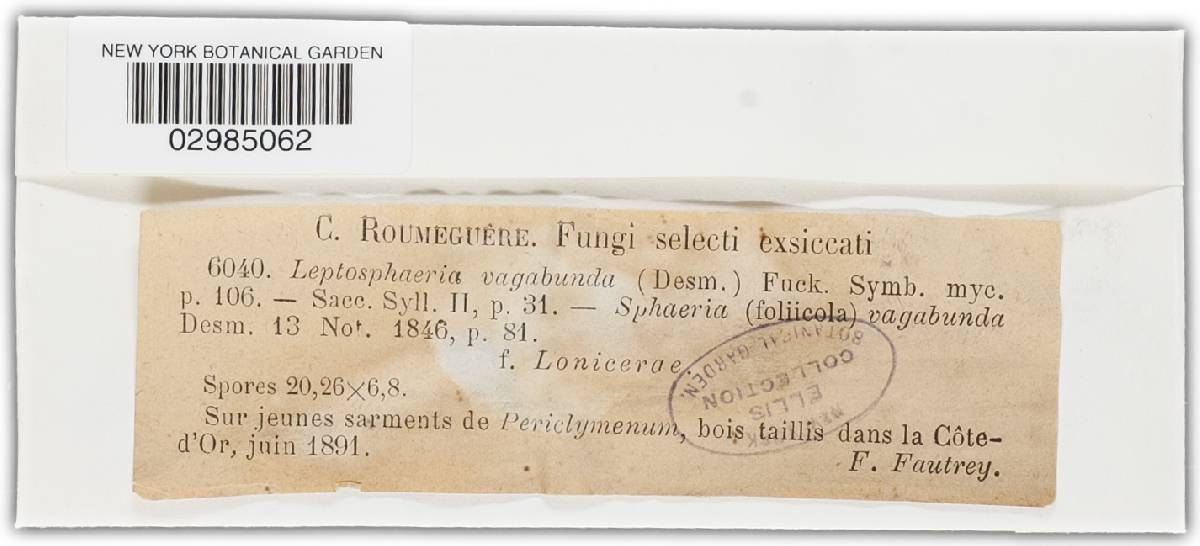 NEW YORK BOTANICAL GARDEN
02985062
C. ROUMEGUÈRE. Fungi selecti exsiccati
6040. Leptosphaeria vagabunda (Desm.) Fuck. Symb. myc.
p. 106. — Sacc. Syll. II, p. 31. — Sphaeria (foliicola) vagabunda
Desm. 13 Not. 1846, p. 81.
f. Lonicerae.
Spores 20,26×6,8.
Sur jeunes sarments de Periclymenum, bois taillis dans la Côte-
d'Or, juin 1891.
F. Fautrey.
ELLIS
COLLECTION
BOTANICAL GARDEN.